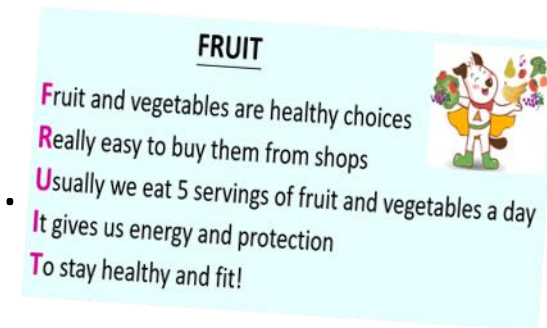 FRUIT
Fruit and vegetables are healthy choices
Really easy to buy them from shops
Usually we eat 5 servings of fruit and vegetables a day
It gives us energy and protection
To stay healthy and fit!